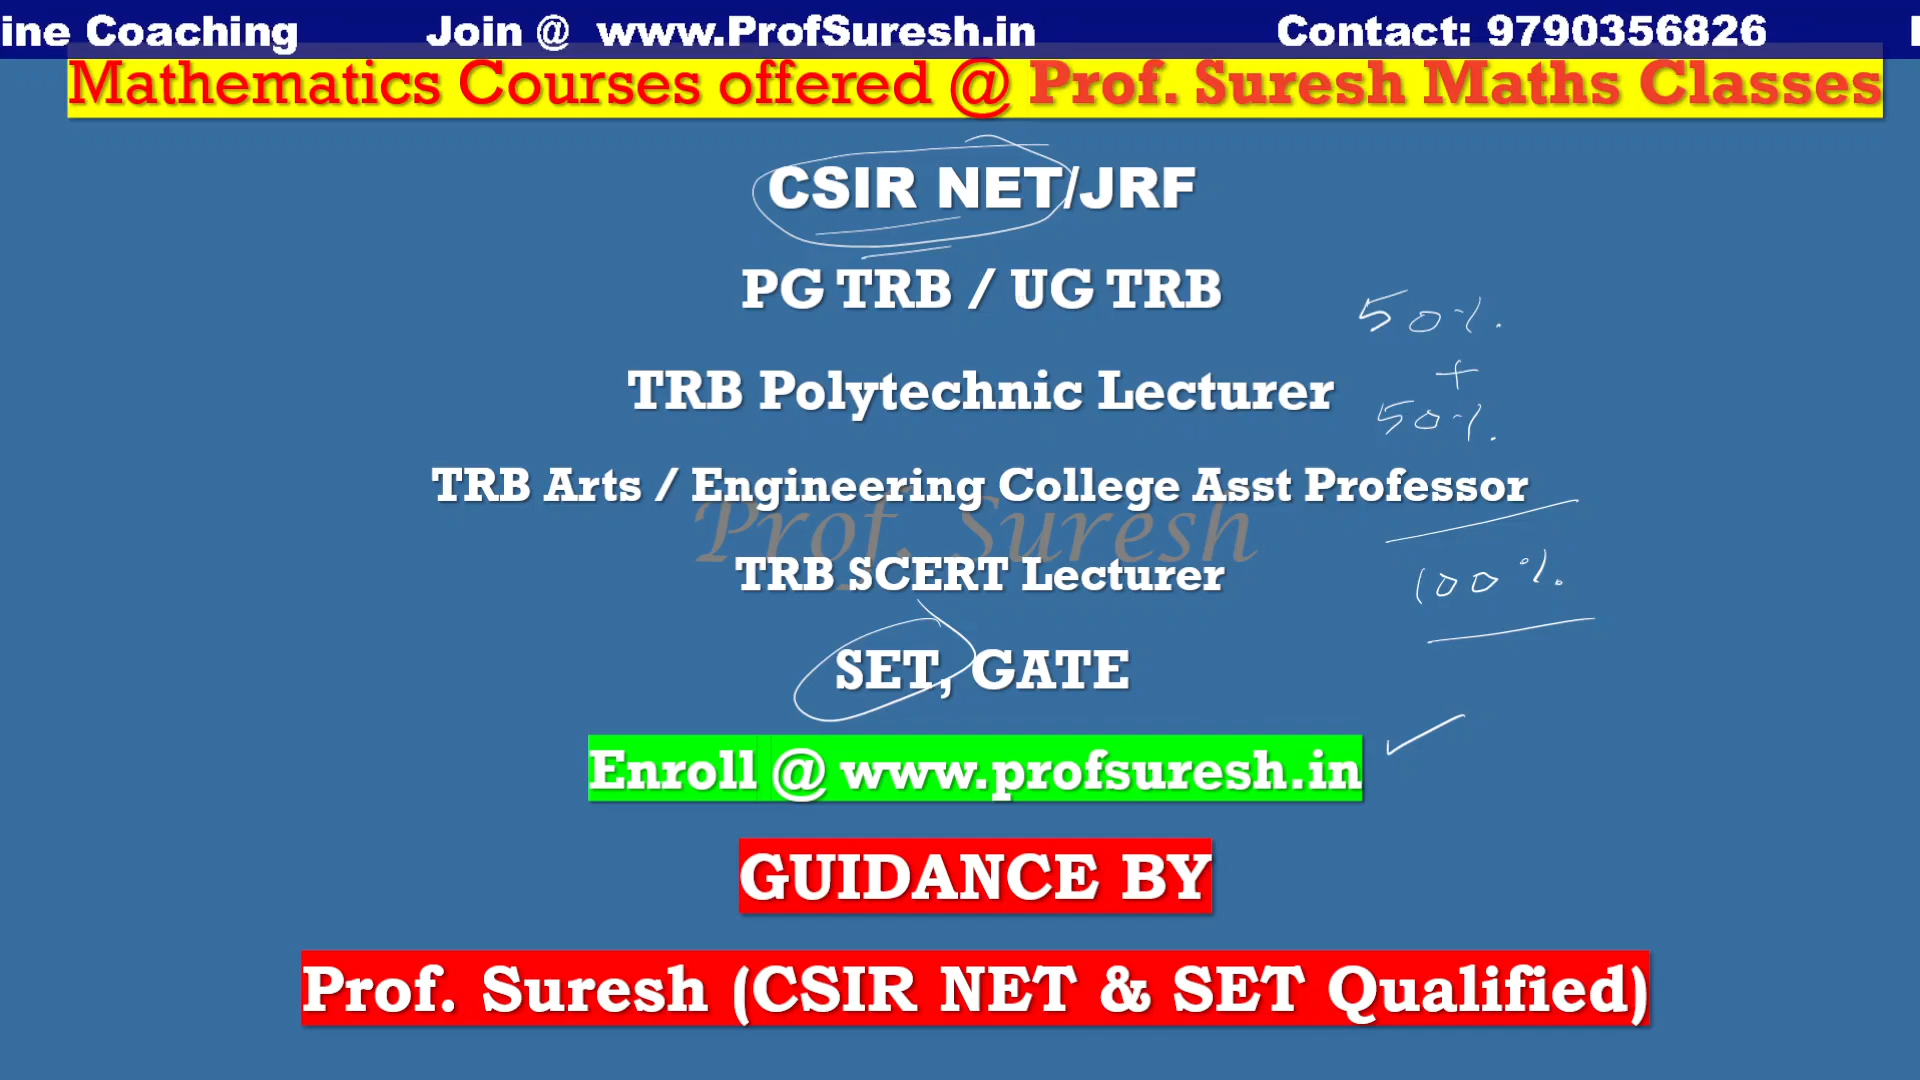 ine Coaching Join @ www.ProfSuresh.in Contact: 9790356826
Mathematics Courses offered @ Prof. Suresh Maths Classes
CSIR NET/JRF
PG TRB / UG TRB
50%.
TRB Polytechnic Lecturer
+
50%.
TRB Arts / Engineering College Asst Professor
Prof. Suresh
TRB SCERT Lecturer
100%.
SET, GATE
Enroll @ www.profsuresh.in
GUIDANCE BY
Prof. Suresh (CSIR NET & SET Qualified)